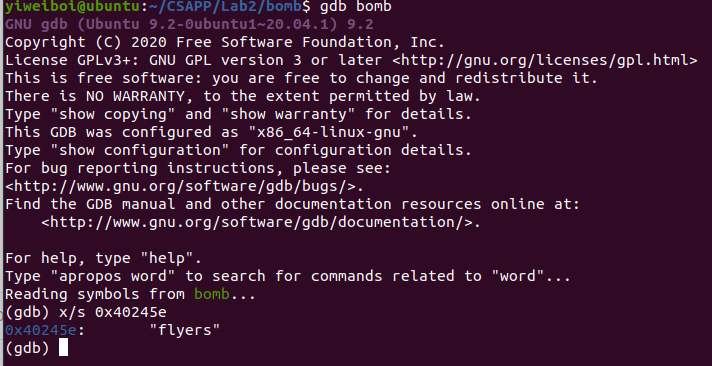 yiweiboi@ubuntu:~/CSAPP/Lab2/bomb$ gdb bomb
GNU gdb (Ubuntu 9.2-0ubuntu1~20.04.1) 9.2
Copyright (C) 2020 Free Software Foundation, Inc.
License GPLv3+: GNU GPL version 3 or later <http://gnu.org/licenses/gpl.html>
This is free software: you are free to change and redistribute it.
There is NO WARRANTY, to the extent permitted by law.
Type "show copying" and "show warranty" for details.
This GDB was configured as "x86_64-linux-gnu".
Type "show configuration" for configuration details.
For bug reporting instructions, please see:
<http://www.gnu.org/software/gdb/bugs/>.
Find the GDB manual and other documentation resources online at:
    <http://www.gnu.org/software/gdb/documentation/>.

For help, type "help".
Type "apropos word" to search for commands related to "word"...
Reading symbols from bomb...
(gdb) x/s 0x40245e
0x40245e:       "flyers"
(gdb)